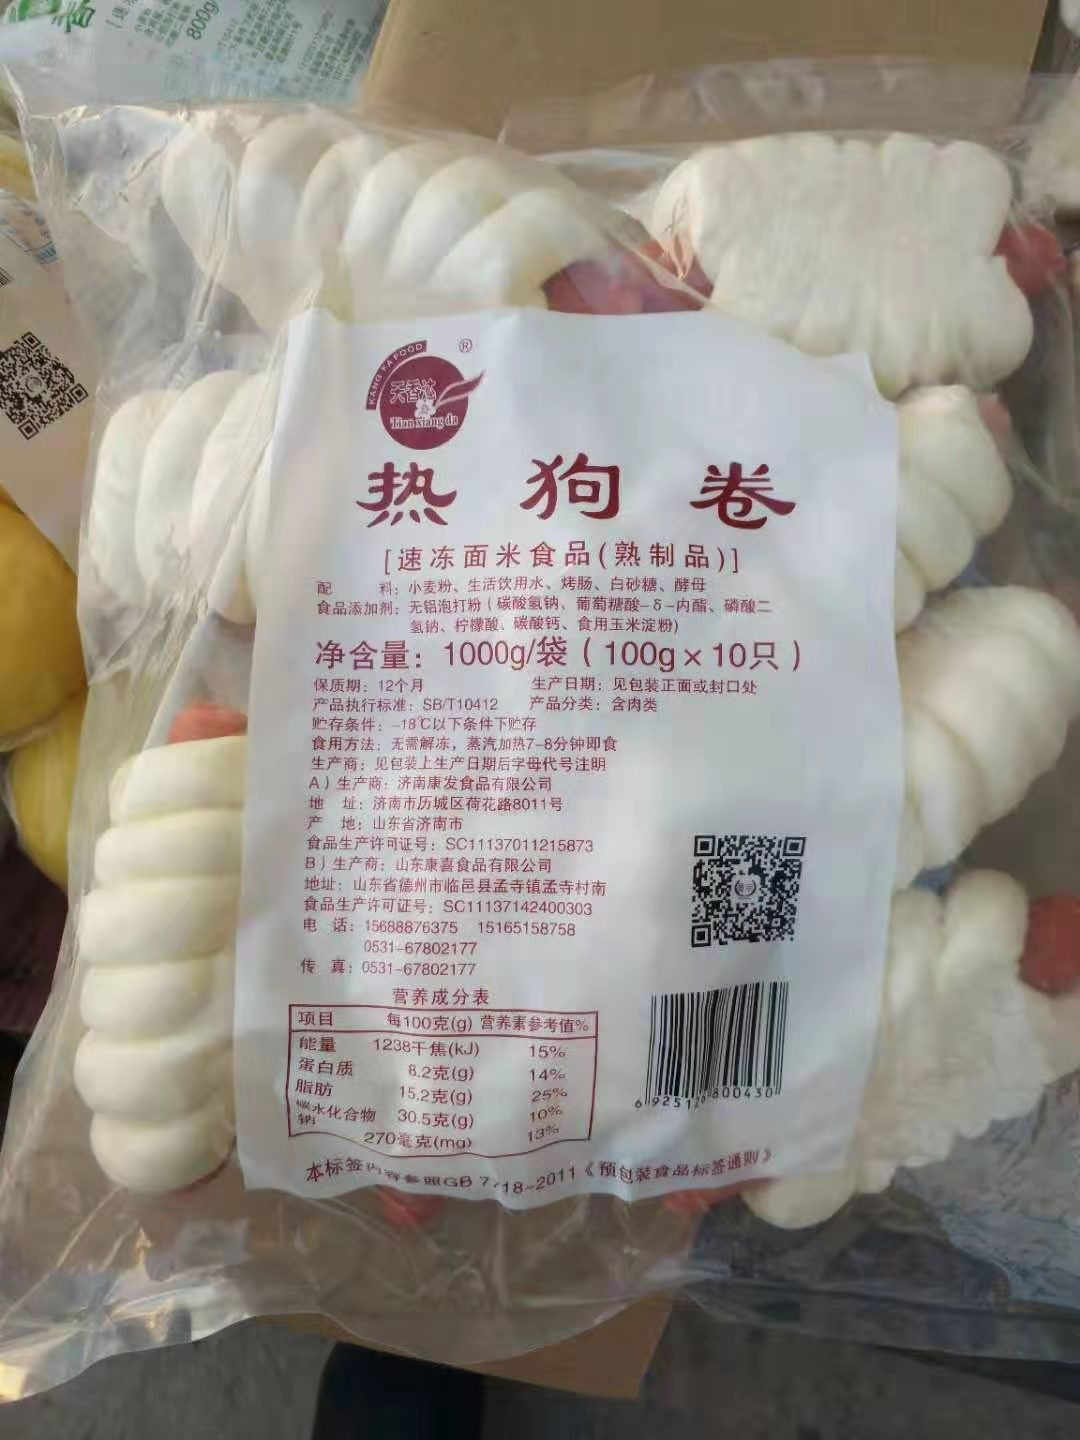 800g
KANG FA FOOD
®
天香达
Tian xiang da
热狗卷
[速冻面米食品(熟制品)]
配 料：小麦粉、生活饮用水、烤肠、白砂糖、酵母
食品添加剂：无铝泡打粉（碳酸氢钠、葡萄糖酸-δ-内酯、磷酸二
氢钠、柠檬酸、碳酸钙、食用玉米淀粉)
净含量：1000g/袋（100g×10只）
保质期：12个月 生产日期：见包装正面或封口处
产品执行标准：SB/T10412 产品分类：含肉类
贮存条件：-18℃以下条件下贮存
食用方法：无需解冻，蒸汽加热7-8分钟即食
生产商：见包装上生产日期后字母代号注明
A）生产商：济南康发食品有限公司
地 址：济南市历城区荷花路8011号
产 地：山东省济南市
食品生产许可证号：SC11137011215873
B）生产商：山东康喜食品有限公司
地址：山东省德州市临邑县孟寺镇孟寺村南
食品生产许可证号：SC11137142400303
电 话：15688876375 15165158758
0531-67802177
传 真：0531-67802177
营养成分表
项目 每100克(g) 营养素参考值%
能量 1238千焦(kJ) 15%
蛋白质 8.2克(g) 14%
脂肪 15.2克(g) 25%
碳水化合物 30.5克(g) 10%
钠 270毫克(mg) 13%
6 925129 800430
本标签内容参照GB 7718-2011《预包装食品标签通则》